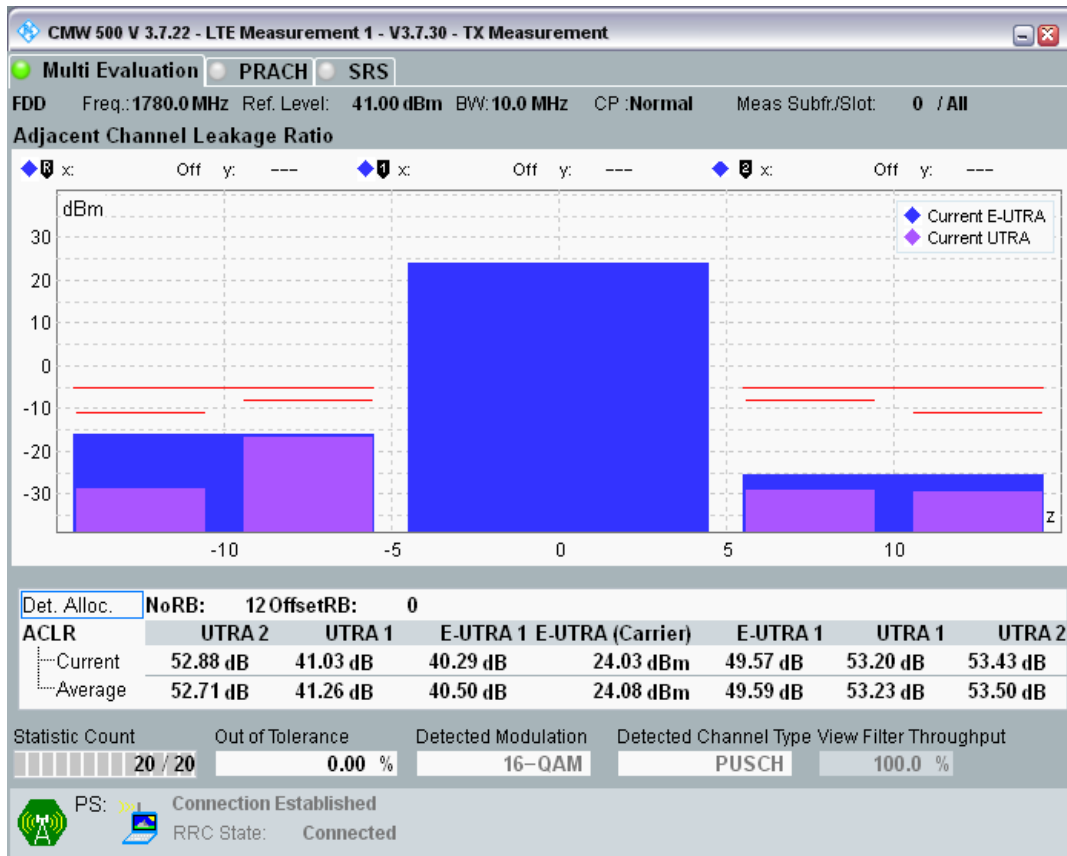 CMW 500 V 3.7.22 - LTE Measurement 1 - V3.7.30 - TX Measurement
Multi Evaluation PRACH SRS
FDD Freq.: 1780.0 MHz Ref. Level: 41.00 dBm BW: 10.0 MHz CP : Normal Meas Subfr./Slot: 0 / All
Adjacent Channel Leakage Ratio
R x: Off y: --- 1 x: Off y: --- 2 x: Off y: ---
dBm
Current E-UTRA
Current UTRA
30
20
10
0
-10
-20
-30
z
-10 -5 0 5 10
Det. Alloc. NoRB: 12 OffsetRB: 0
ACLR UTRA 2 UTRA 1 E-UTRA 1 E-UTRA (Carrier) E-UTRA 1 UTRA 1 UTRA 2
Current 52.88 dB 41.03 dB 40.29 dB 24.03 dBm 49.57 dB 53.20 dB 53.43 dB
Average 52.71 dB 41.26 dB 40.50 dB 24.08 dBm 49.59 dB 53.23 dB 53.50 dB
Statistic Count Out of Tolerance Detected Modulation Detected Channel Type View Filter Throughput
20 / 20 0.00 % 16-QAM PUSCH 100.0 %
PS: Connection Established
RRC State: Connected